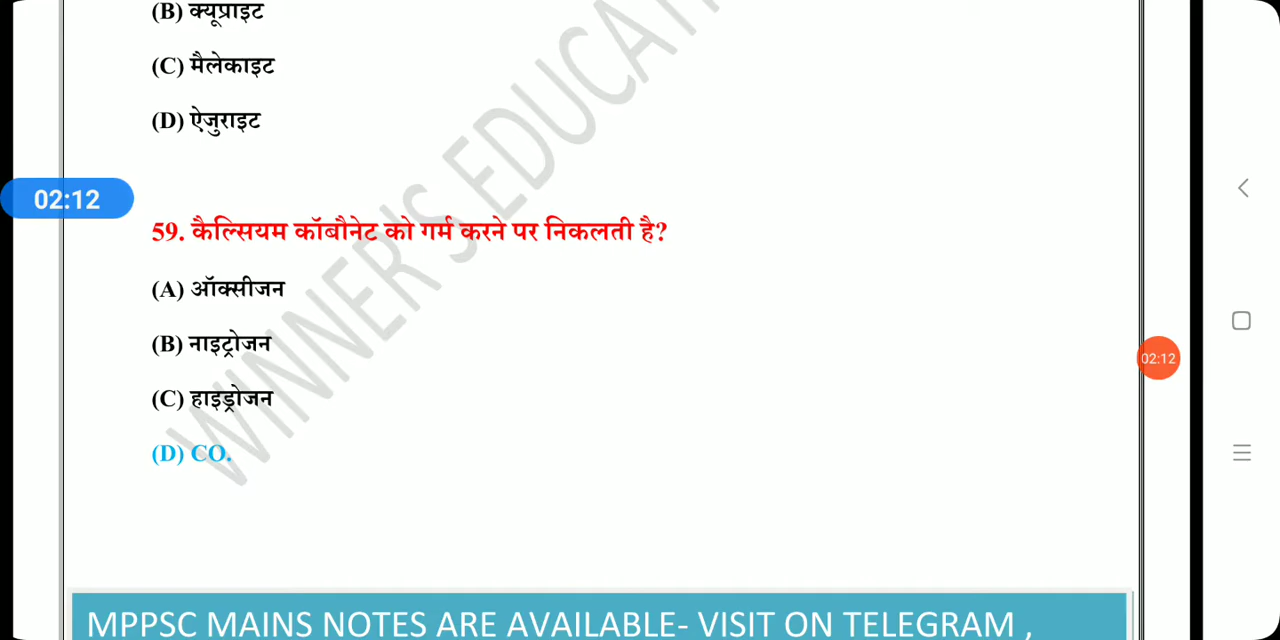 (B) क्यूप्राइट
(C) मैलेकाइट
(D) ऐजुराइट
02:12
59. कैल्सियम कॉबौनेट को गर्म करने पर निकलती है?
(A) ऑक्सीजन
02:12
(B) नाइट्रोजन
(C) हाइड्रोजन
(D) CO.
WINNER'S EDUCAT
MPPSC MAINS NOTES ARE AVAILABLE- VISIT ON TELEGRAM ,